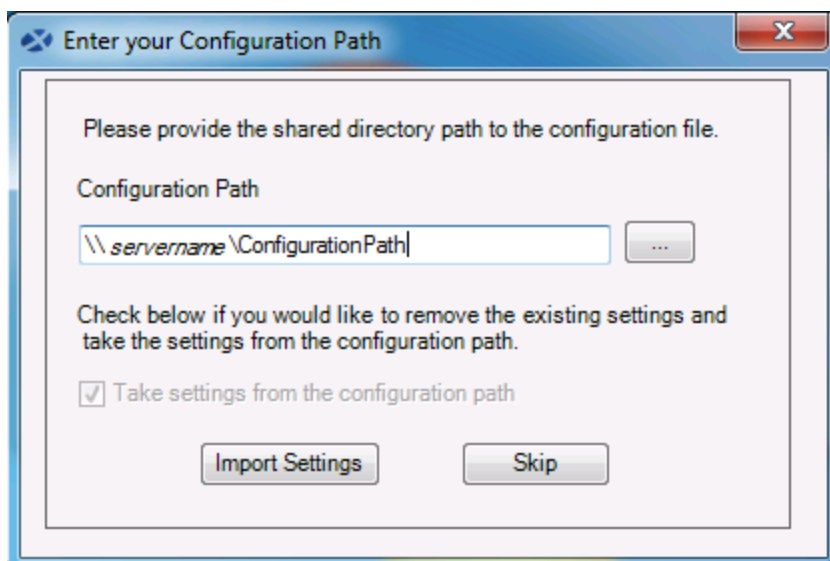 Enter your Configuration Path
Please provide the shared directory path to the configuration file.
Configuration Path
\\ servername \ConfigurationPath
...
Check below if you would like to remove the existing settings and
take the settings from the configuration path.
Take settings from the configuration path
Import Settings
Skip